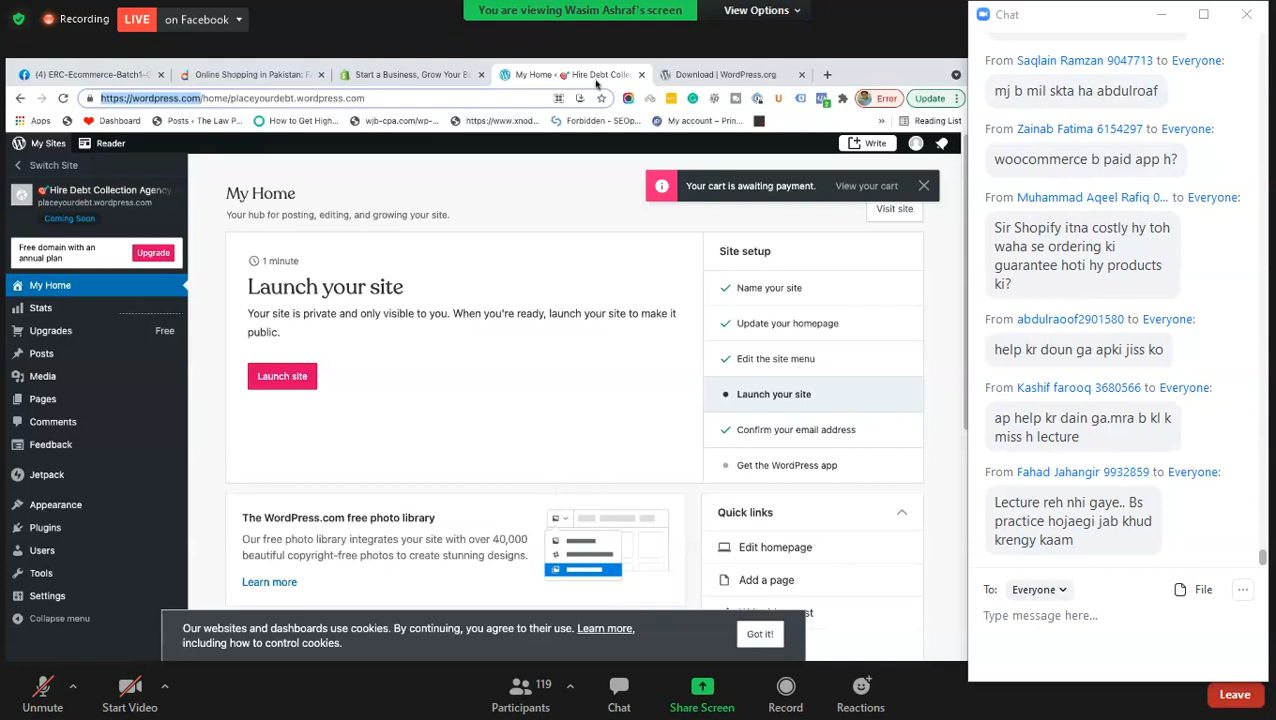 Recording
LIVE on Facebook
You are viewing Wasim Ashraf's screen
View Options
(4) ERC-Ecommerce-Batch1-G
Online Shopping in Pakistan: Fa
Start a Business, Grow Your Bu
My Home ‹ 🎯 Hire Debt Collec
Download | WordPress.org
https://wordpress.com/home/placeyourdebt.wordpress.com
Error
Update
Apps
Dashboard
Posts ‹ The Law P...
How to Get Higher...
wjb-cpa.com/wp-...
https://www.xnod...
Forbidden – SEOp...
My account – Prin...
»
Reading List
My Sites
Reader
Write
Switch Site
🎯 Hire Debt Collection Agency
placeyourdebt.wordpress.com
Coming Soon
Free domain with an annual plan
Upgrade
My Home
Stats
Upgrades Free
Posts
Media
Pages
Comments
Feedback
Jetpack
Appearance
Plugins
Users
Tools
Settings
Collapse menu
My Home
Your hub for posting, editing, and growing your site.
Your cart is awaiting payment. View your cart
Visit site
1 minute
Launch your site
Your site is private and only visible to you. When you're ready, launch your site to make it
public.
Launch site
Site setup
Name your site
Update your homepage
Edit the site menu
Launch your site
Confirm your email address
Get the WordPress app
The WordPress.com free photo library
Our free photo library integrates your site with over 40,000
beautiful copyright-free photos to create stunning designs.
Learn more
Quick links
Edit homepage
Add a page
Our websites and dashboards use cookies. By continuing, you agree to their use. Learn more,
including how to control cookies.
Got it!
Chat
From Saqlain Ramzan 9047713 to Everyone:
mj b mil skta ha abdulroaf
From Zainab Fatima 6154297 to Everyone:
woocommerce b paid app h?
From Muhammad Aqeel Rafiq 0... to Everyone:
Sir Shopify itna costly hy toh
waha se ordering ki
guarantee hoti hy products
ki?
From abdulraoof2901580 to Everyone:
help kr doun ga apki jiss ko
From Kashif farooq 3680566 to Everyone:
ap help kr dain ga.mra b kl k
miss h lecture
From Fahad Jahangir 9932859 to Everyone:
Lecture reh nhi gaye.. Bs
practice hojaegi jab khud
krengy kaam
To: Everyone
File
...
Type message here...
Unmute
Start Video
119
Participants
Chat
Share Screen
Record
Reactions
Leave